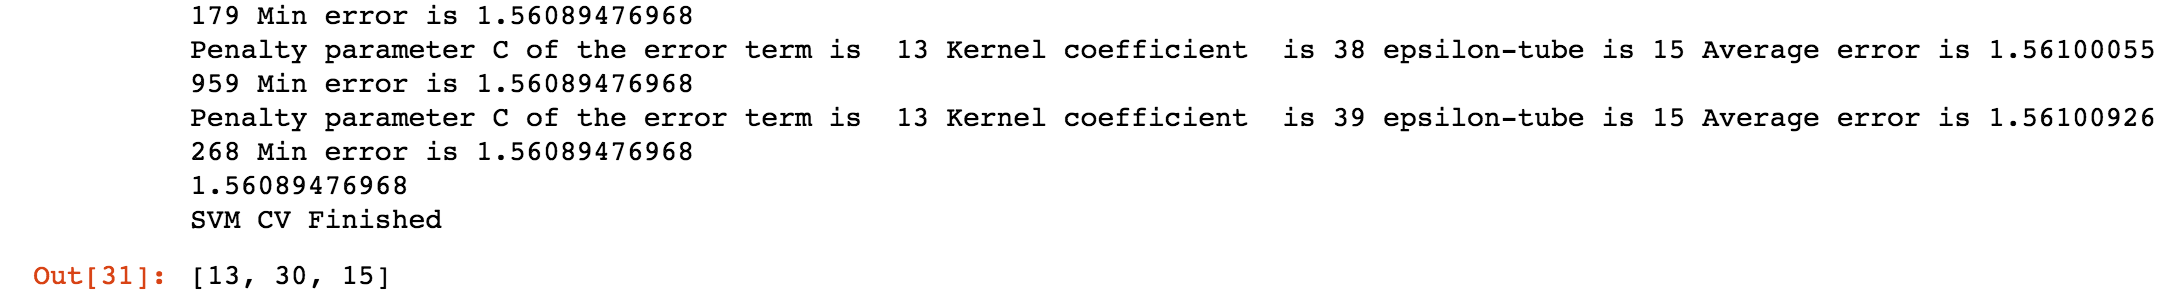 179 Min error is 1.56089476968
Penalty parameter C of the error term is  13 Kernel coefficient  is 38 epsilon-tube is 15 Average error is 1.56100055
959 Min error is 1.56089476968
Penalty parameter C of the error term is  13 Kernel coefficient  is 39 epsilon-tube is 15 Average error is 1.56100926
268 Min error is 1.56089476968
1.56089476968
SVM CV Finished
Out[31]: [13, 30, 15]